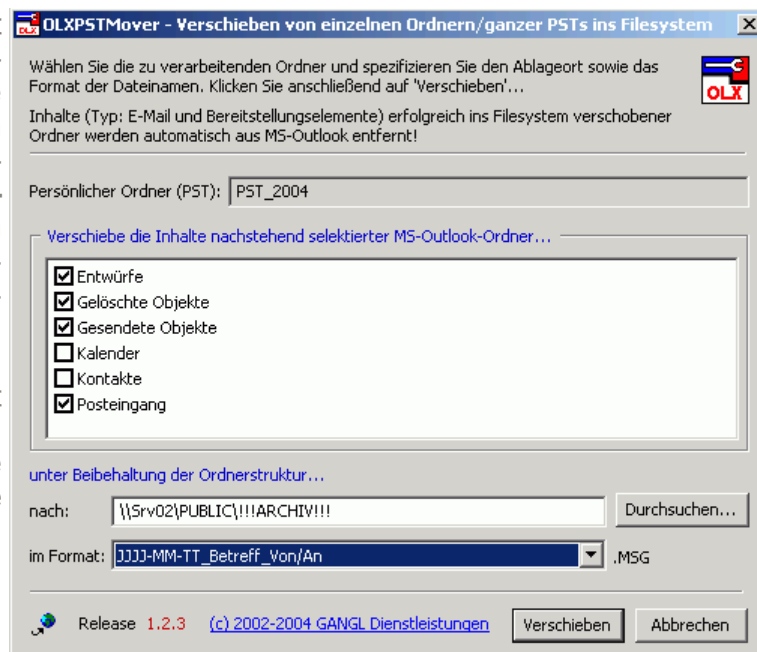 OLXPSTMover - Verschieben von einzelnen Ordnern/ganzer PSTs ins Filesystem
Wählen Sie die zu verarbeitenden Ordner und spezifizieren Sie den Ablageort sowie das
Format der Dateinamen. Klicken Sie anschließend auf 'Verschieben'...
OLX
Inhalte (Typ: E-Mail und Bereitstellungselemente) erfolgreich ins Filesystem verschobener
Ordner werden automatisch aus MS-Outlook entfernt!
Persönlicher Ordner (PST): PST_2004
Verschiebe die Inhalte nachstehend selektierter MS-Outlook-Ordner...
Entwürfe
Gelöschte Objekte
Gesendete Objekte
Kalender
Kontakte
Posteingang
unter Beibehaltung der Ordnerstruktur...
nach: \\Srv02\PUBLIC\!!!ARCHIV!!! Durchsuchen...
im Format: JJJJ-MM-TT_Betreff_Von/An .MSG
Release 1.2.3 (c) 2002-2004 GANGL Dienstleistungen Verschieben Abbrechen